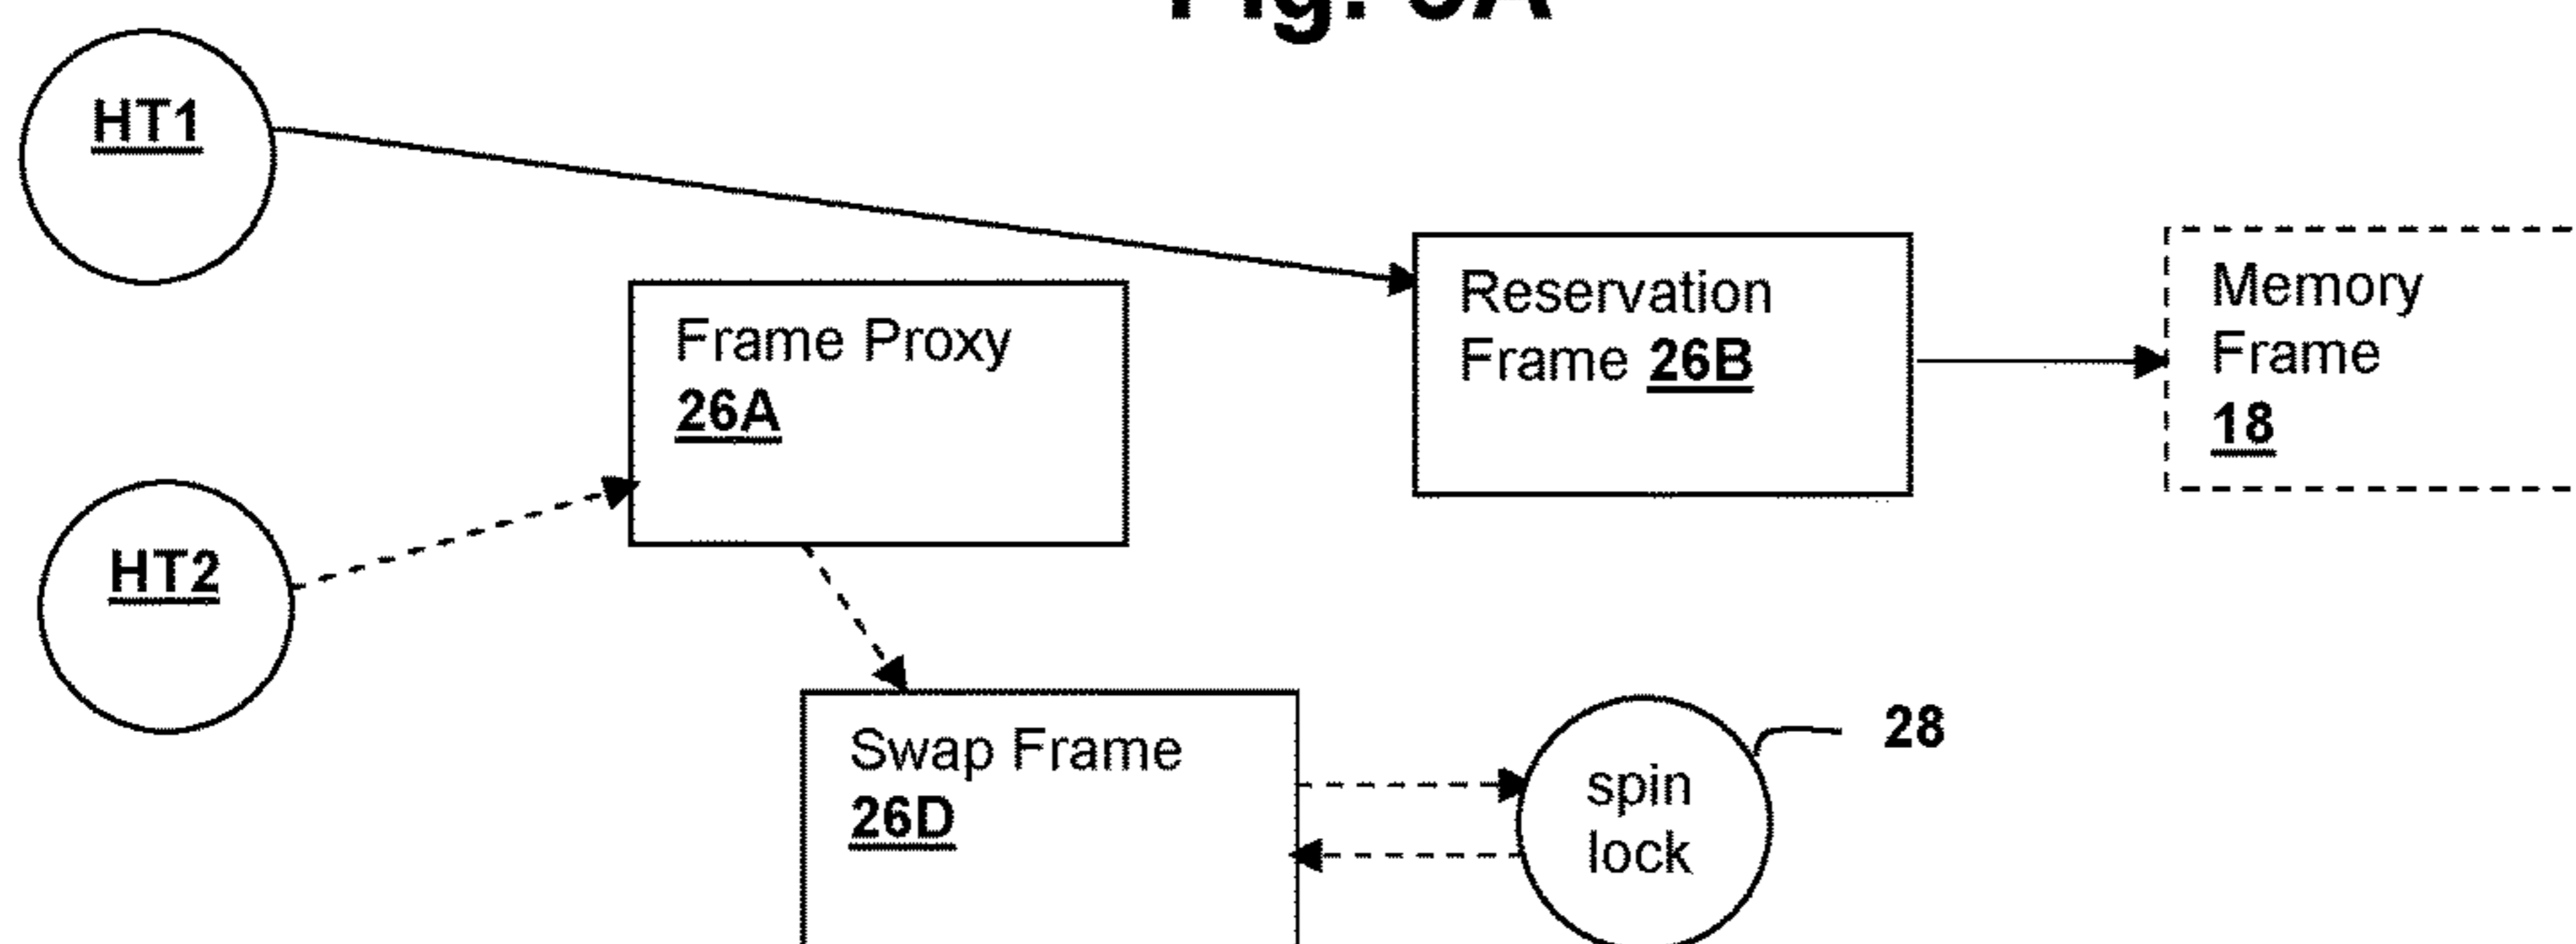 HT1
Reservation
Frame 26B
Memory
Frame
18
Frame Proxy
26A
HT2
Swap Frame
26D
spin
lock
28